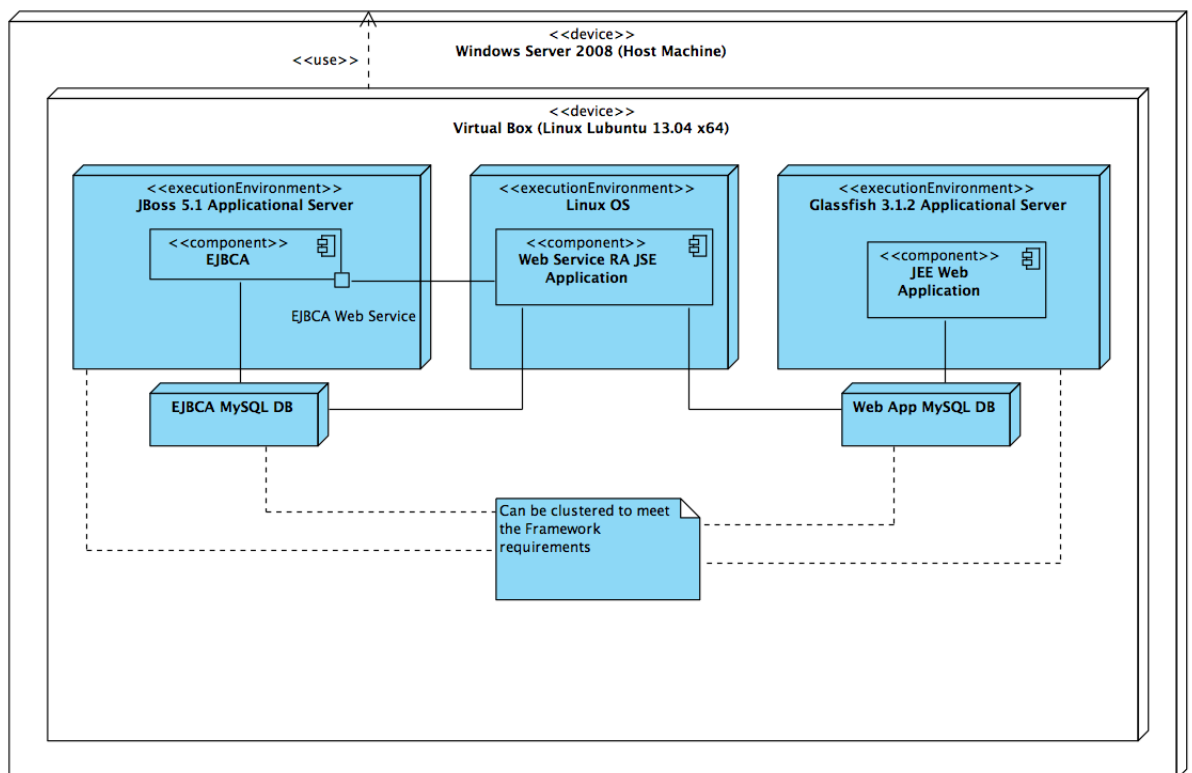 <<device>>
Windows Server 2008 (Host Machine)
<<use>>
<<device>>
Virtual Box (Linux Lubuntu 13.04 x64)
<<executionEnvironment>>
JBoss 5.1 Applicational Server
<<component>>
EJBCA
EJBCA Web Service
<<executionEnvironment>>
Linux OS
<<component>>
Web Service RA JSE
Application
<<executionEnvironment>>
Glassfish 3.1.2 Applicational Server
<<component>>
JEE Web
Application
EJBCA MySQL DB
Web App MySQL DB
Can be clustered to meet
the Framework
requirements